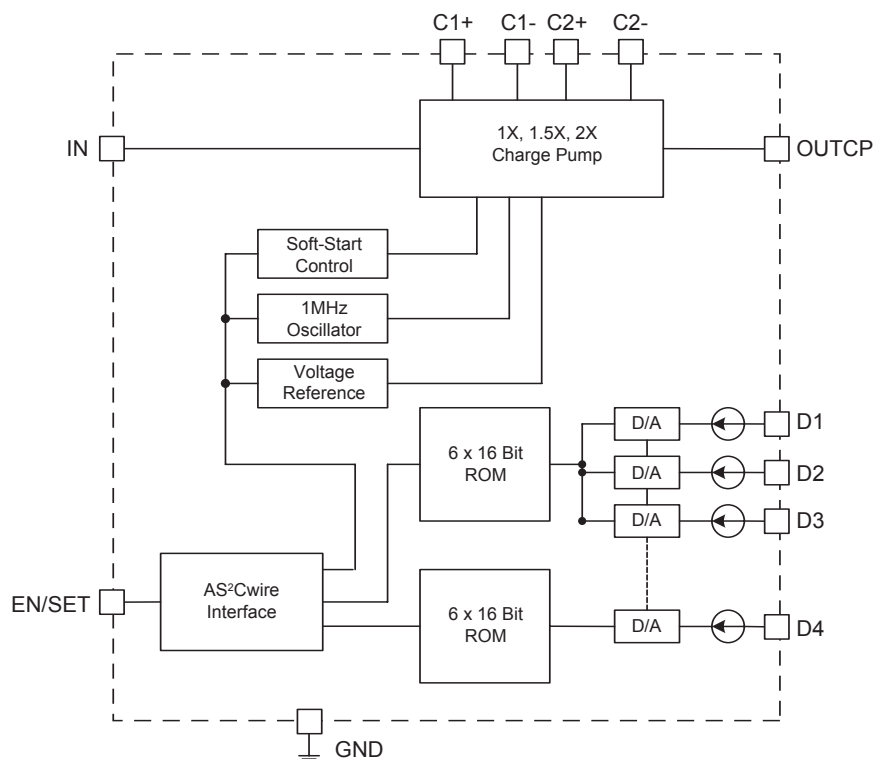 C1+ C1- C2+ C2-
IN
1X, 1.5X, 2X
Charge Pump
OUTCP
Soft-Start
Control
1MHz
Oscillator
Voltage
Reference
6 x 16 Bit
ROM
D/A
D1
D/A
D2
D/A
D3
EN/SET
AS²Cwire
Interface
6 x 16 Bit
ROM
D/A
D4
GND